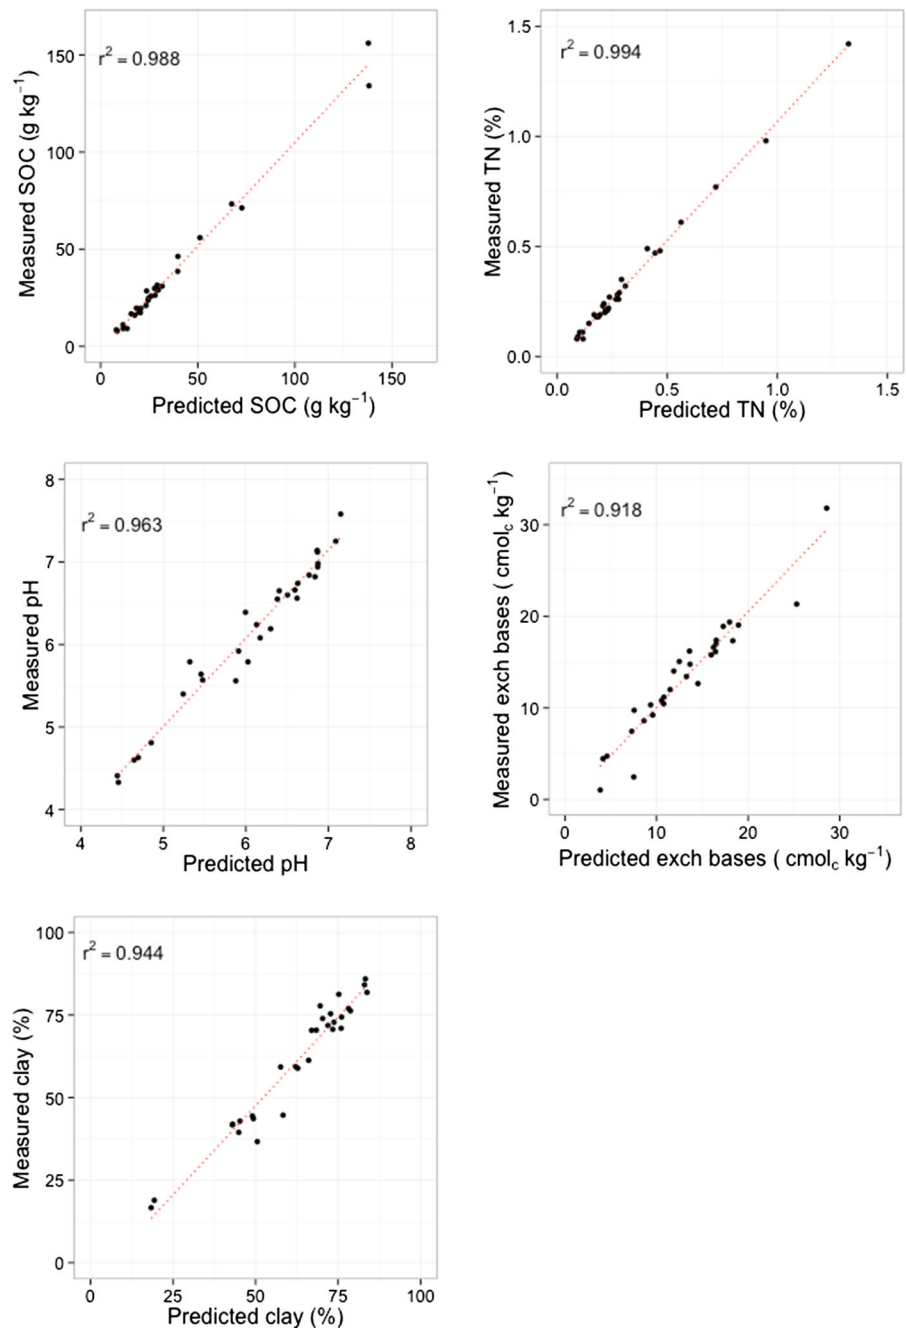 r² = 0.988
150
100
50
0
Measured SOC (g kg⁻¹)
0 50 100 150
Predicted SOC (g kg⁻¹)
r² = 0.994
1.5
1.0
0.5
0.0
Measured TN (%)
0.0 0.5 1.0 1.5
Predicted TN (%)
r² = 0.963
8
7
6
5
4
Measured pH
4 5 6 7 8
Predicted pH
r² = 0.918
30
20
10
0
Measured exch bases ( cmol꜀ kg⁻¹)
0 10 20 30
Predicted exch bases ( cmol꜀ kg⁻¹)
r² = 0.944
100
75
50
25
0
Measured clay (%)
0 25 50 75 100
Predicted clay (%)